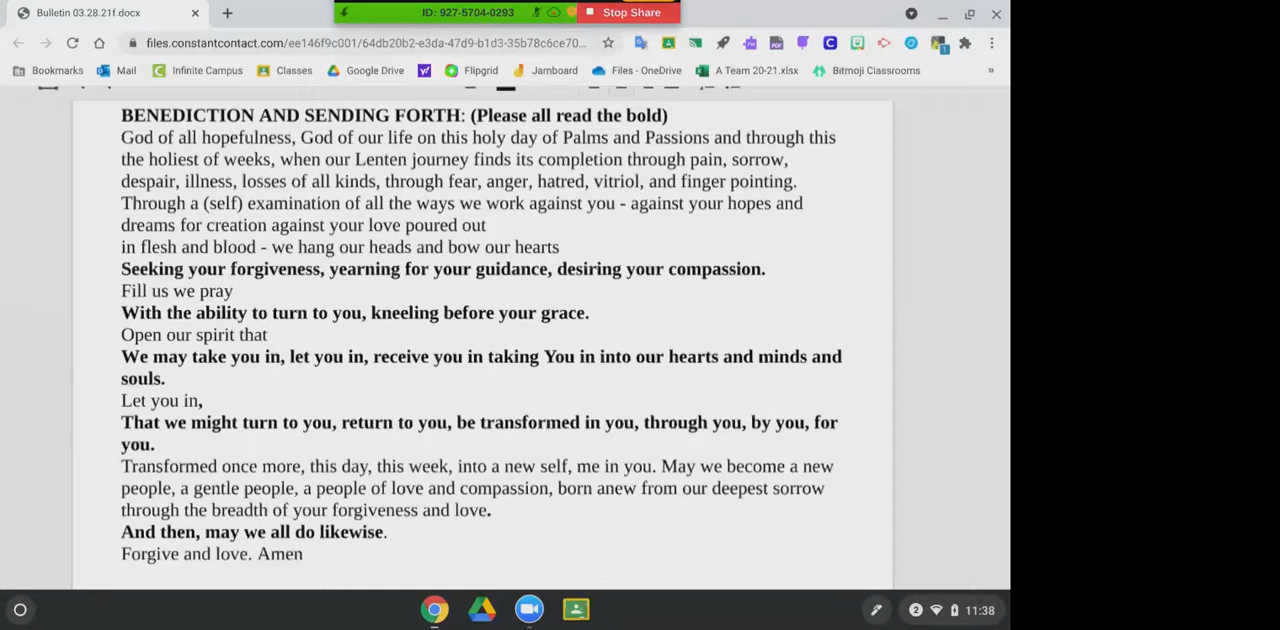 Bulletin 03.28.21f.docx
ID: 927-5704-0293
Stop Share
files.constantcontact.com/ee146f9c001/64db20b2-e3da-47d9-b1d3-35b78c6ce70...
Bookmarks Mail Infinite Campus Classes Google Drive Flipgrid Jamboard Files - OneDrive A Team 20-21.xlsx Bitmoji Classrooms »
BENEDICTION AND SENDING FORTH: (Please all read the bold)
God of all hopefulness, God of our life on this holy day of Palms and Passions and through this
the holiest of weeks, when our Lenten journey finds its completion through pain, sorrow,
despair, illness, losses of all kinds, through fear, anger, hatred, vitriol, and finger pointing.
Through a (self) examination of all the ways we work against you - against your hopes and
dreams for creation against your love poured out
in flesh and blood - we hang our heads and bow our hearts
Seeking your forgiveness, yearning for your guidance, desiring your compassion.
Fill us we pray
With the ability to turn to you, kneeling before your grace.
Open our spirit that
We may take you in, let you in, receive you in taking You in into our hearts and minds and
souls.
Let you in,
That we might turn to you, return to you, be transformed in you, through you, by you, for
you.
Transformed once more, this day, this week, into a new self, me in you. May we become a new
people, a gentle people, a people of love and compassion, born anew from our deepest sorrow
through the breadth of your forgiveness and love.
And then, may we all do likewise.
Forgive and love. Amen
2 11:38